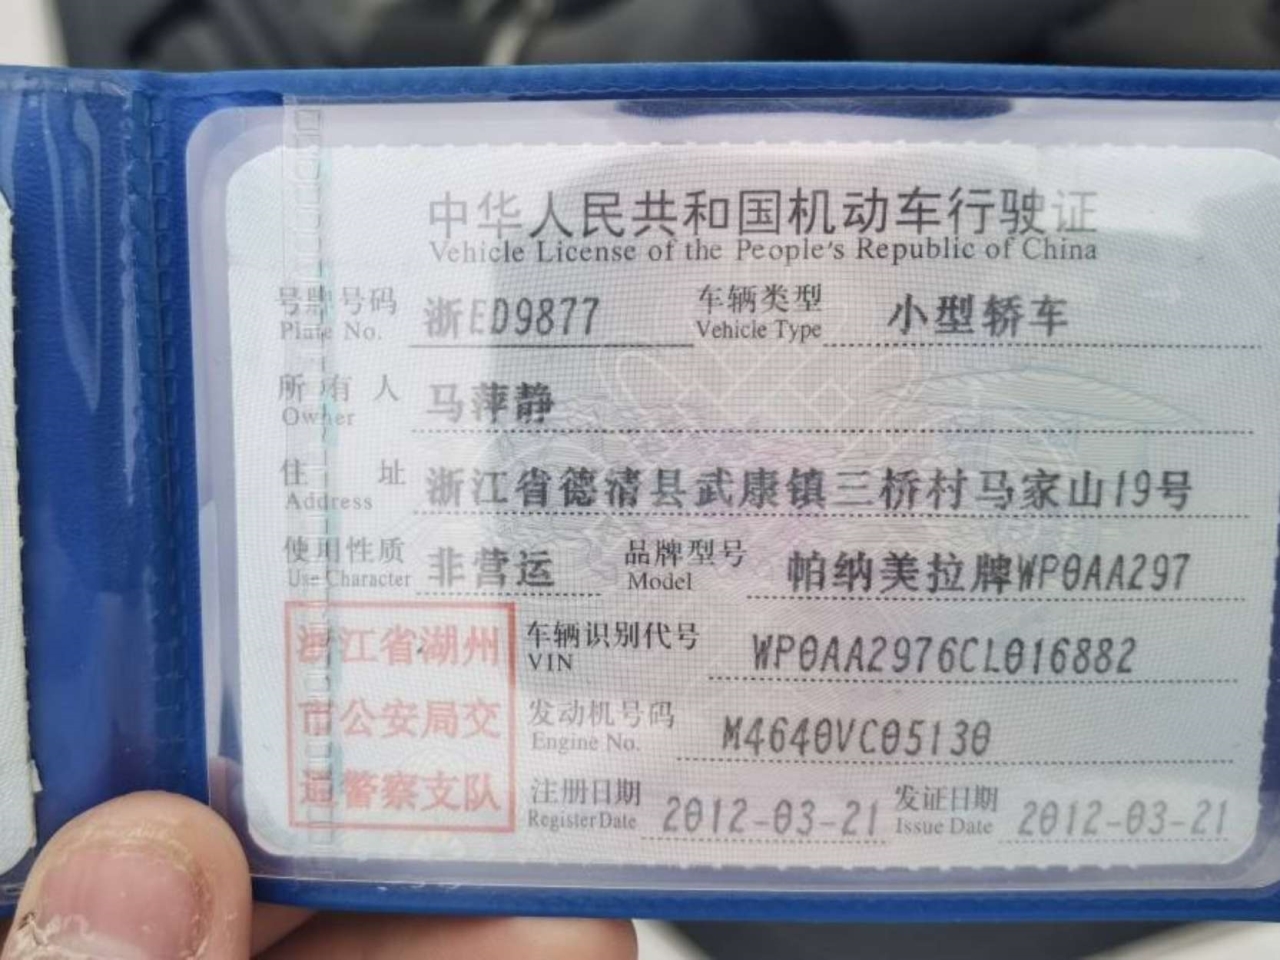 中华人民共和国机动车行驶证
Vehicle License of the People's Republic of China
号牌号码 浙ED9877 车辆类型 小型轿车
Plate No. Vehicle Type
所有人 马萍静
Owner
住址 浙江省德清县武康镇三桥村马家山19号
Address
使用性质 非营运 品牌型号 帕纳美拉牌WP0AA297
Use Character Model
浙江省湖州
市公安局交
通警察支队
车辆识别代号 WP0AA2976CL016882
VIN
发动机号码 M4640VC05130
Engine No.
注册日期 2012-03-21 发证日期 2012-03-21
Register Date Issue Date